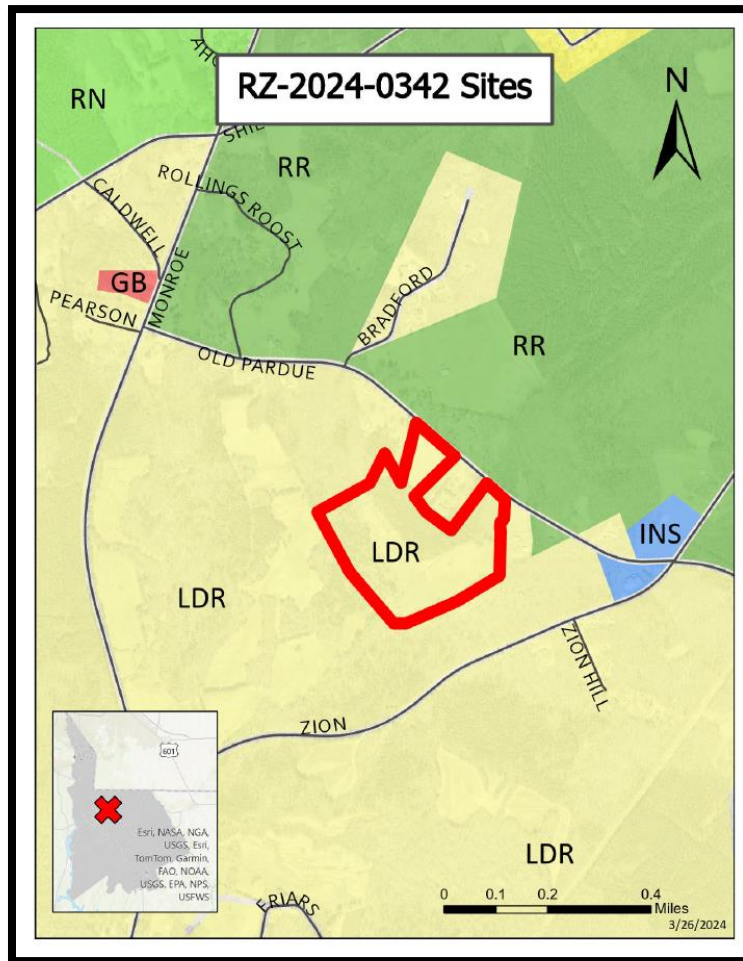 RZ-2024-0342 Sites
N
RN
RR
CALDWELL
ROLLINGS ROOST
GB
MONROE
PEARSON
OLD PARDUE
BRADFORD
RR
INS
LDR
LDR
ZION HILL
ZION
601
Esri, NASA, NGA,
USGS, Esri,
TomTom, Garmin,
FAO, NOAA,
USGS, EPA, NPS,
USFWS
LDR
FRIARS
0 0.1 0.2 0.4
Miles
3/26/2024